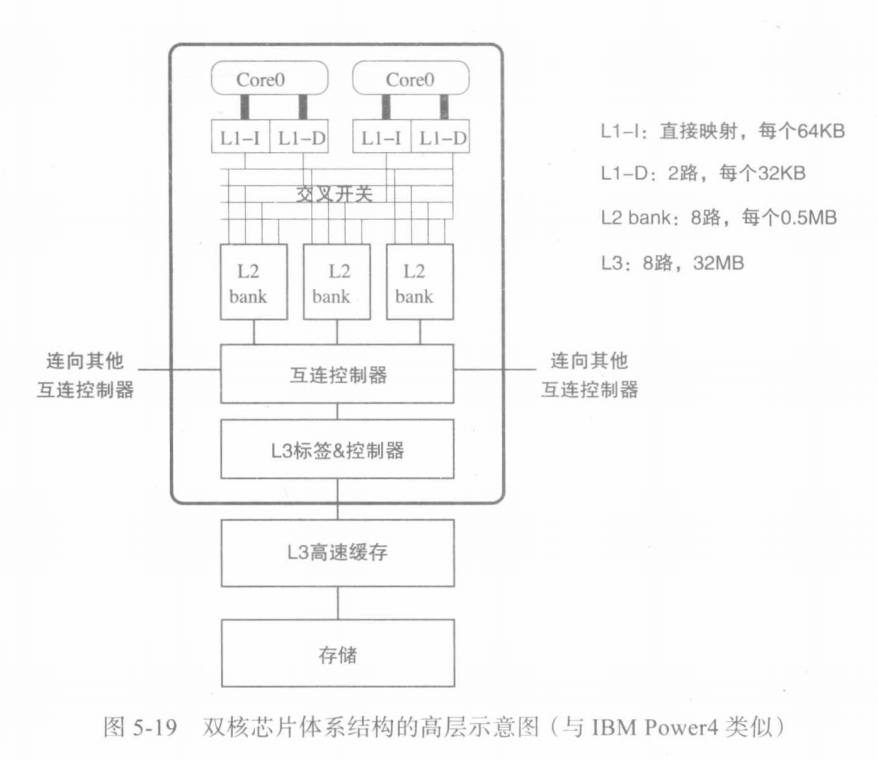 Core0
Core0
L1-I
L1-D
L1-I
L1-D
交叉开关
L2
bank
L2
bank
L2
bank
连向其他
互连控制器
互连控制器
连向其他
互连控制器
L3标签&控制器
L3高速缓存
存储
L1-I：直接映射，每个64KB
L1-D：2路，每个32KB
L2 bank：8路，每个0.5MB
L3：8路，32MB
图 5-19 双核芯片体系结构的高层示意图（与 IBM Power4 类似）